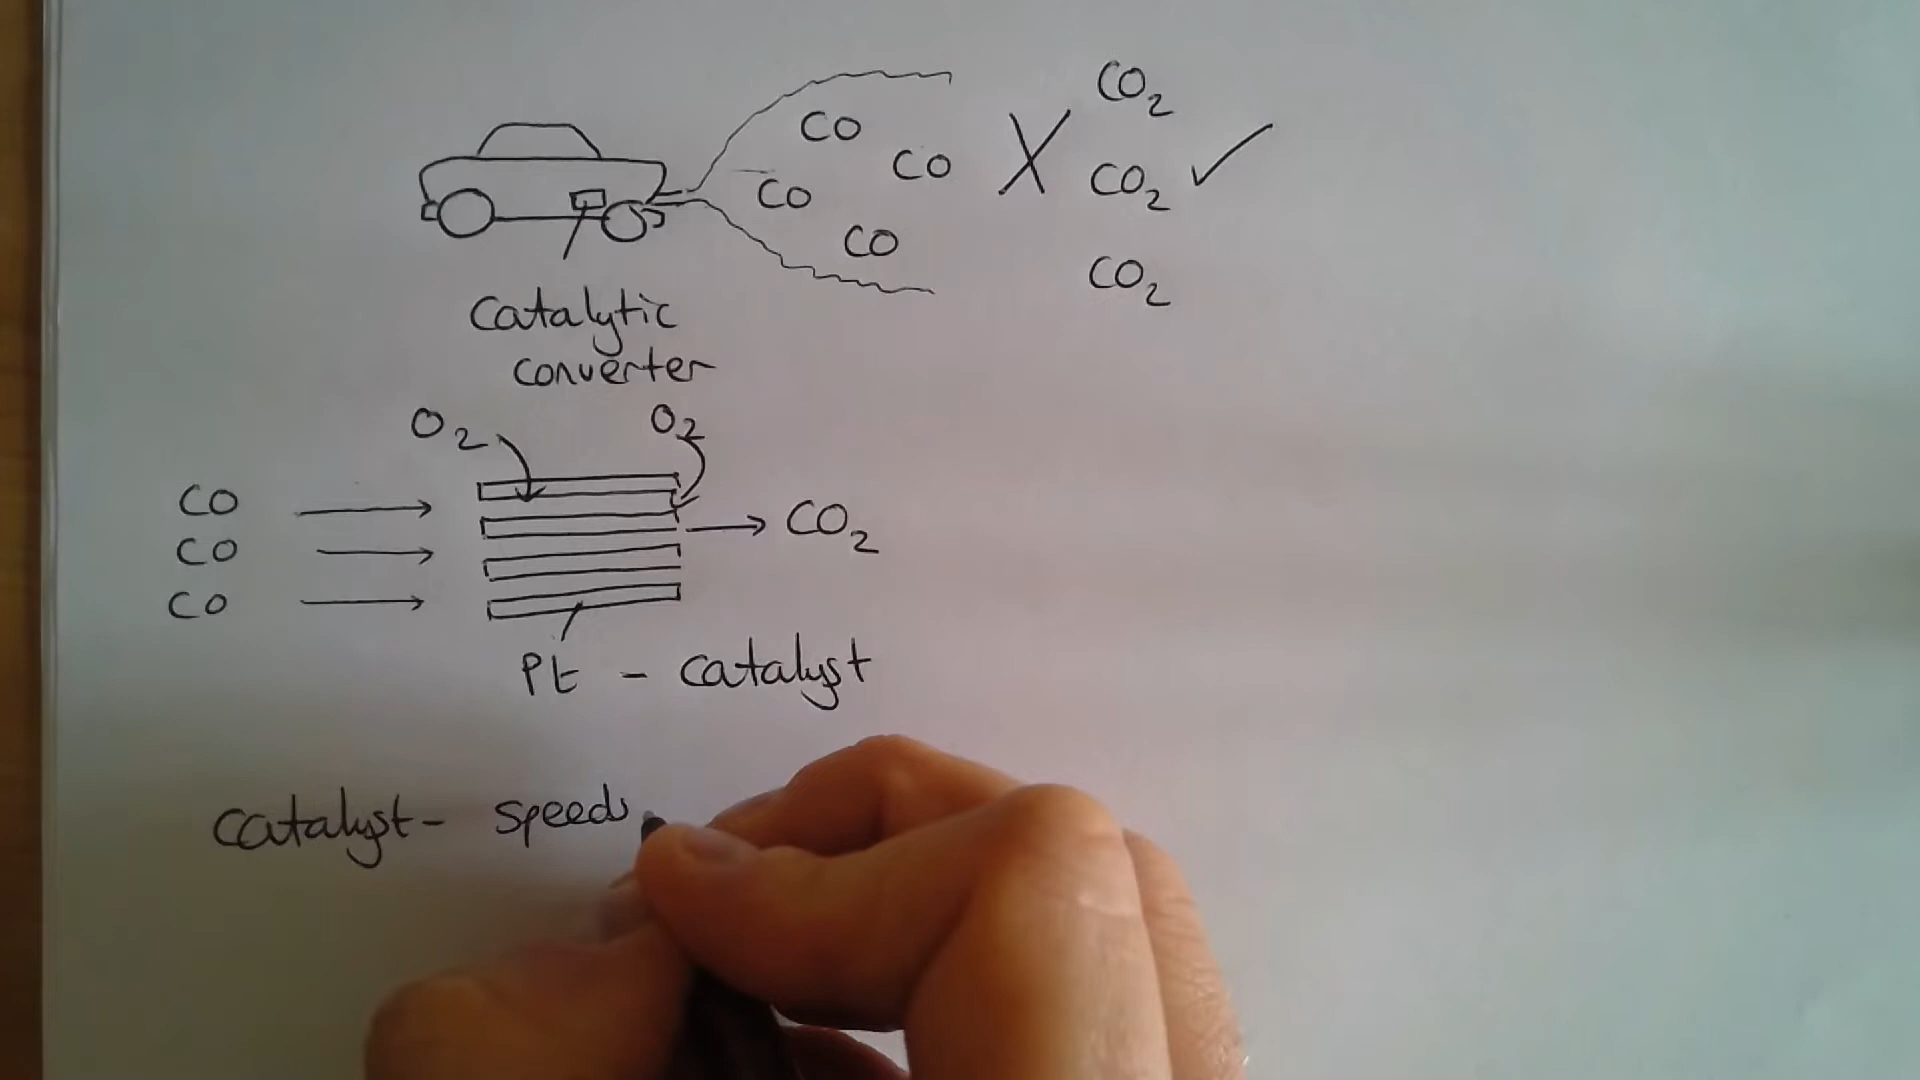 CO CO CO CO X
CO2
CO2 ✓
CO2
Catalytic
converter
O2 O2
CO
CO
CO
CO2
Pt - catalyst
catalyst - speeds